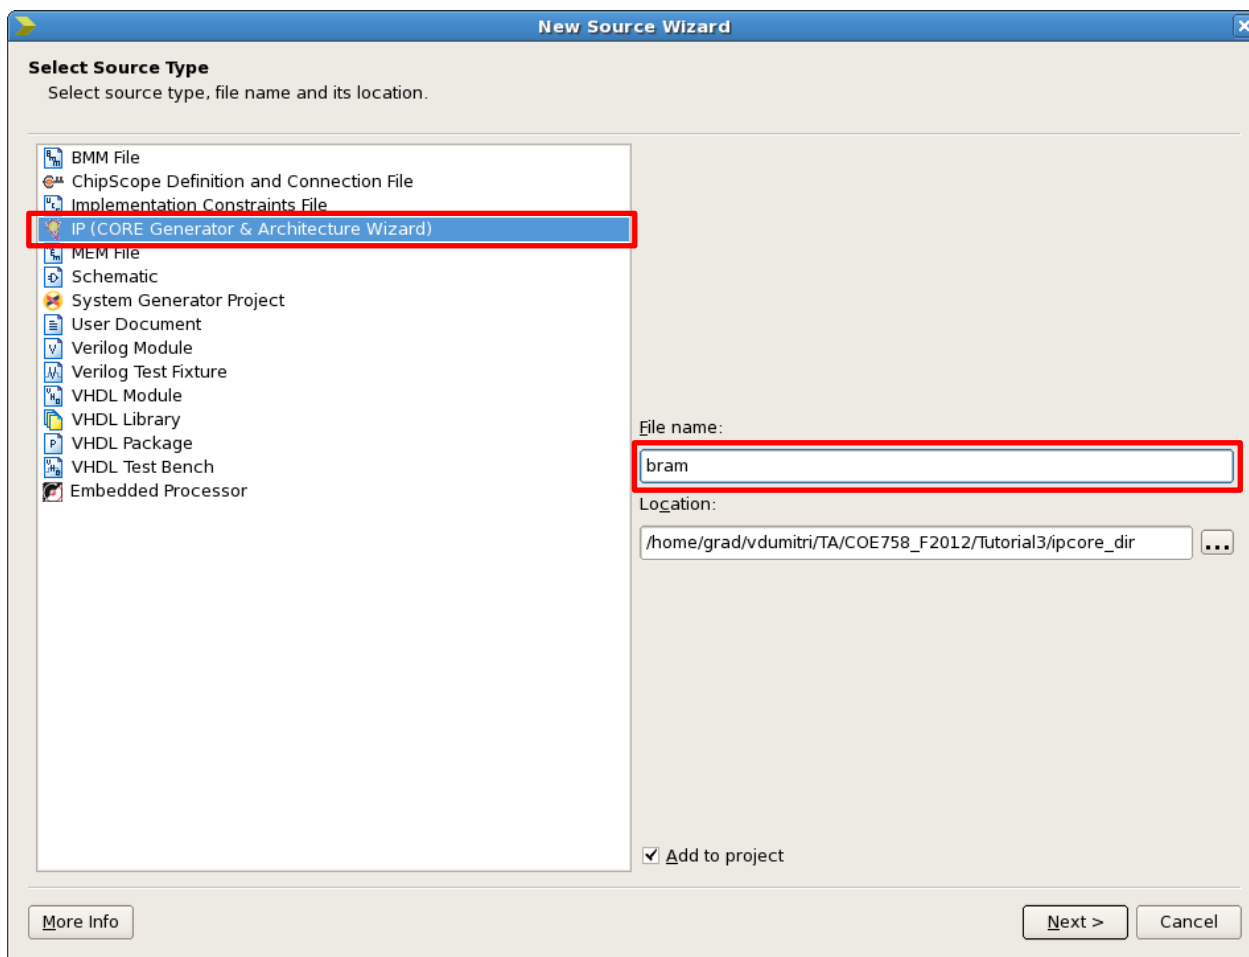 New Source Wizard
Select Source Type
Select source type, file name and its location.
BMM File
ChipScope Definition and Connection File
Implementation Constraints File
IP (CORE Generator & Architecture Wizard)
MEM File
Schematic
System Generator Project
User Document
Verilog Module
Verilog Test Fixture
VHDL Module
VHDL Library
VHDL Package
VHDL Test Bench
Embedded Processor
File name:
bram
Location:
/home/grad/vdumitri/TA/COE758_F2012/Tutorial3/ipcore_dir
...
Add to project
More Info
Next >
Cancel